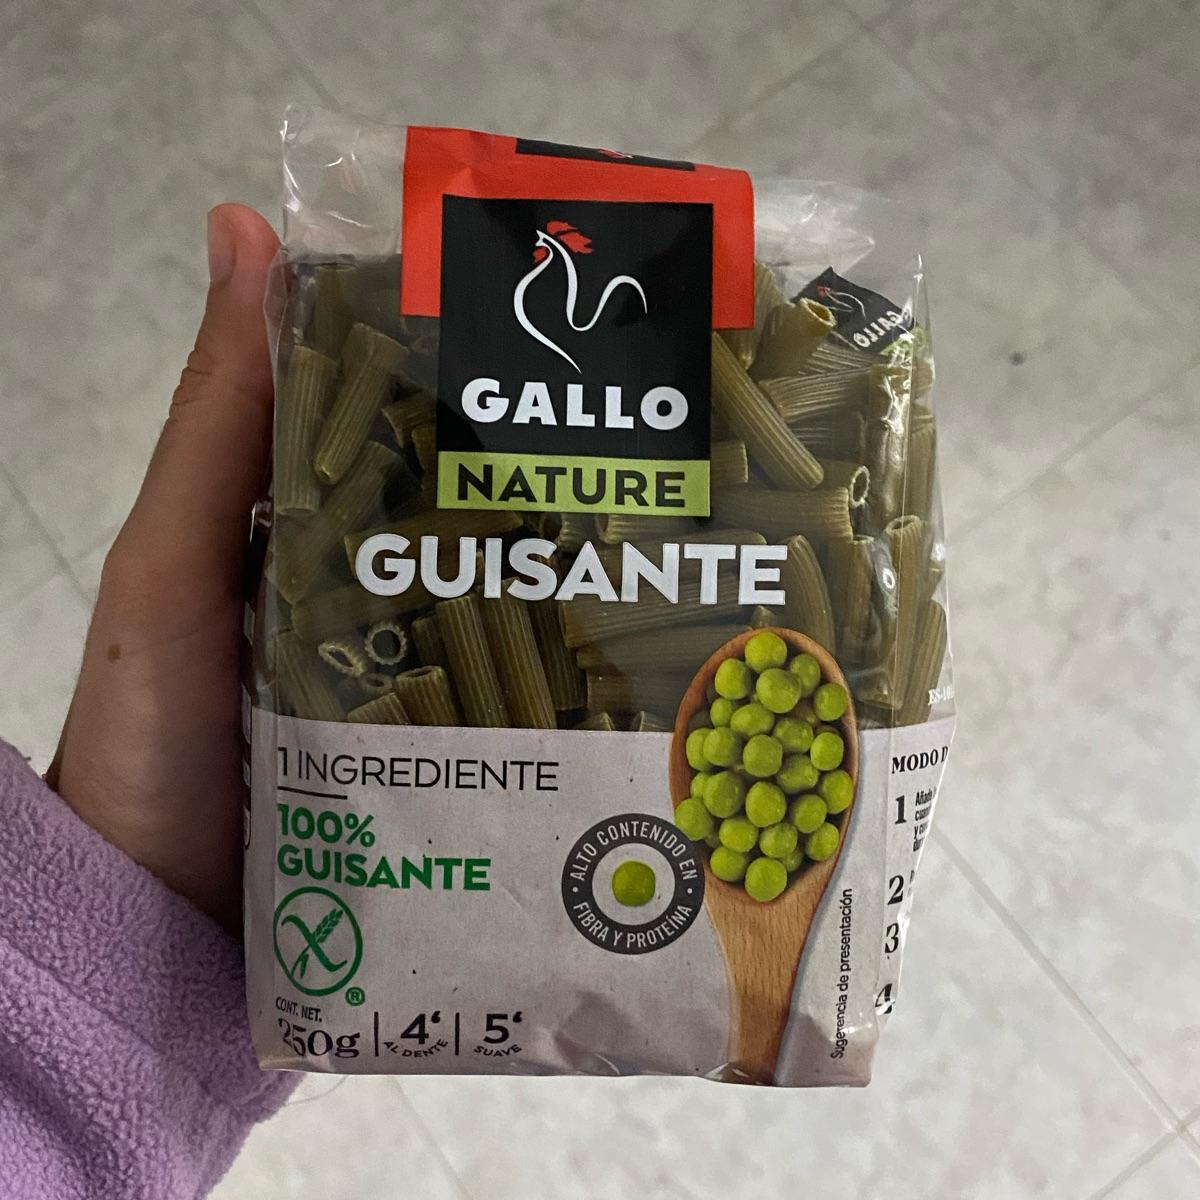 GALLO
NATURE
GUISANTE
1 INGREDIENTE
100%
GUISANTE
ALTO CONTENIDO EN
FIBRA Y PROTEÍNA
®
CONT. NET.
250g
4‘
AL DENTE
5‘
SUAVE
Sugerencia de presentación
GALLO
MODO D
1
2
3
4